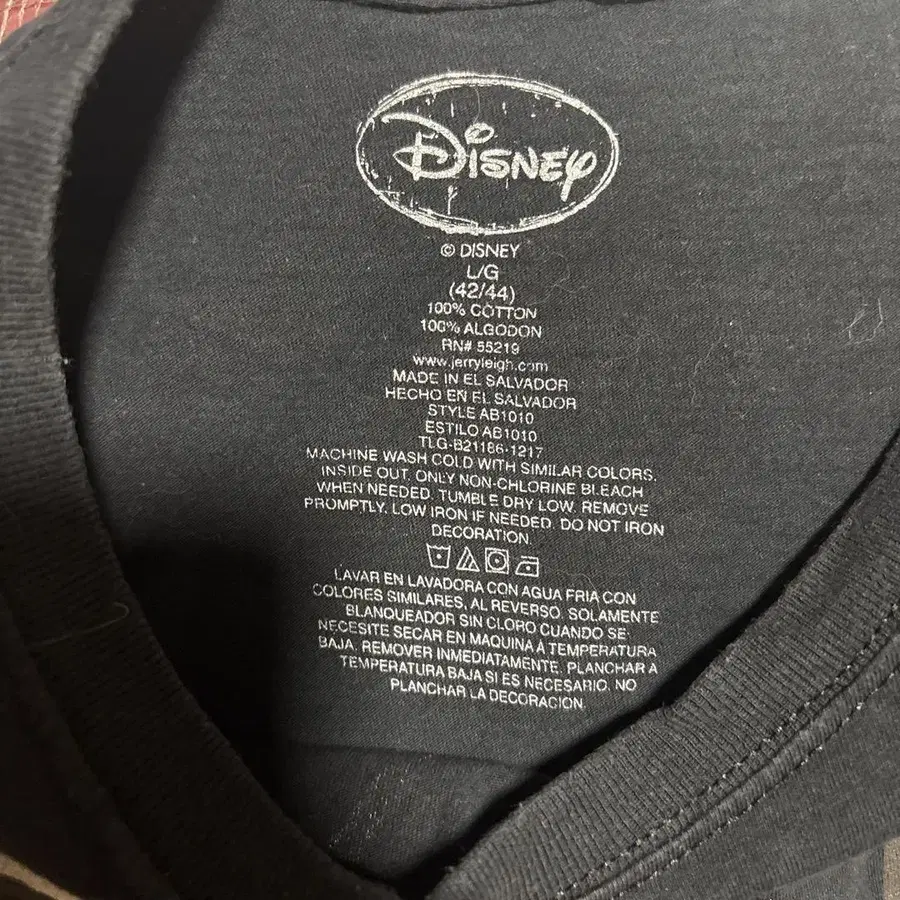 Disney
© DISNEY
L/G
(42/44)
100% COTTON
100% ALGODON
RN# 55219
www.jerryleigh.com
MADE IN EL SALVADOR
HECHO EN EL SALVADOR
STYLE AB1010
ESTILO AB1010
TLG-B21186-1217
MACHINE WASH COLD WITH SIMILAR COLORS.
INSIDE OUT. ONLY NON-CHLORINE BLEACH
WHEN NEEDED. TUMBLE DRY LOW. REMOVE
PROMPTLY. LOW IRON IF NEEDED. DO NOT IRON
DECORATION.
LAVAR EN LAVADORA CON AGUA FRIA CON
COLORES SIMILARES, AL REVERSO. SOLAMENTE
BLANQUEADOR SIN CLORO CUANDO SE
NECESITE SECAR EN MAQUINA A TEMPERATURA
BAJA. REMOVER INMEDIATAMENTE. PLANCHAR A
TEMPERATURA BAJA SI ES NECESARIO. NO
PLANCHAR LA DECORACION.